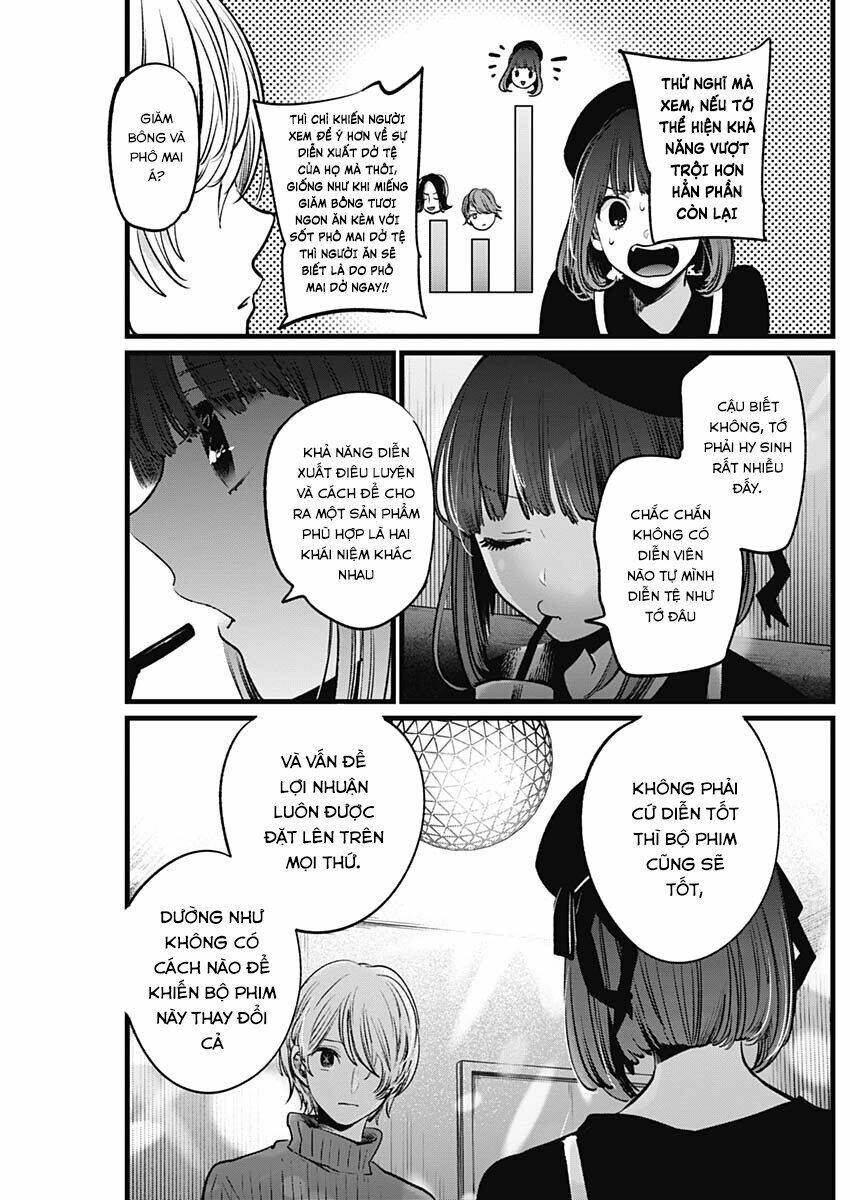 THỬ NGHĨ MÀ
XEM, NẾU TỚ
THỂ HIỆN KHẢ
NĂNG VƯỢT
TRỘI HƠN
HẲN PHẦN
CÒN LẠI
THÌ CHỈ KHIẾN NGƯỜI
XEM ĐỂ Ý HƠN VỀ SỰ
DIỄN XUẤT DỞ TỆ
CỦA HỌ MÀ THÔI,
GIỐNG NHƯ KHI MIẾNG
GIĂM BÔNG TƯƠI
NGON ĂN KÈM VỚI
SỐT PHÔ MAI DỞ TỆ
THÌ NGƯỜI ĂN SẼ
BIẾT LÀ DO PHÔ
MAI DỞ NGAY!!
GIĂM
BÔNG VÀ
PHÔ MAI
Á?
CẬU BIẾT
KHÔNG, TỚ
PHẢI HY SINH
RẤT NHIỀU
ĐẤY.
CHẮC CHẮN
KHÔNG CÓ
DIỄN VIÊN
NÀO TỰ MÌNH
DIỄN TỆ NHƯ
TỚ ĐÂU
KHẢ NĂNG DIỄN
XUẤT ĐIÊU LUYỆN
VÀ CÁCH ĐỂ CHO
RA MỘT SẢN PHẨM
PHÙ HỢP LÀ HAI
KHÁI NIỆM KHÁC
NHAU
KHÔNG PHẢI
CỨ DIỄN TỐT
THÌ BỘ PHIM
CŨNG SẼ
TỐT,
VÀ VẤN ĐỀ
LỢI NHUẬN
LUÔN ĐƯỢC
ĐẶT LÊN TRÊN
MỌI THỨ.
DƯỜNG NHƯ
KHÔNG CÓ
CÁCH NÀO ĐỂ
KHIẾN BỘ PHIM
NÀY THAY ĐỔI
CẢ